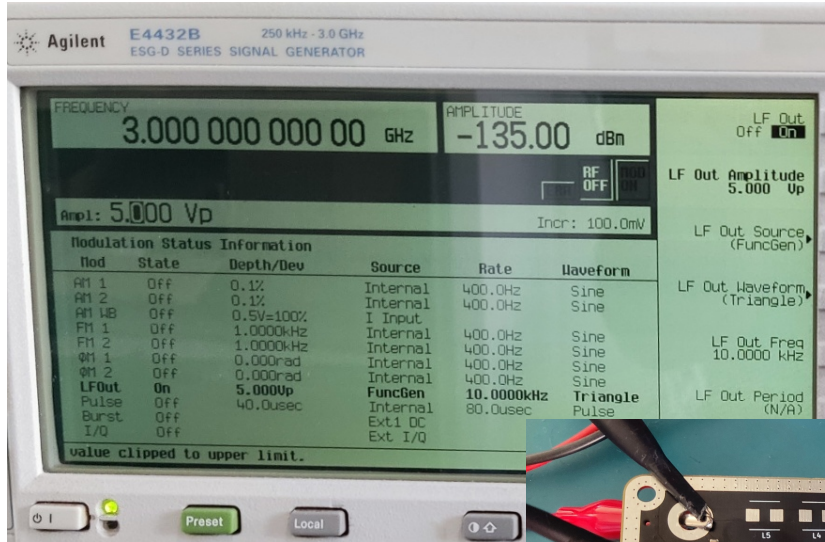 Agilent
E4432B
250 kHz - 3.0 GHz
ESG-D SERIES SIGNAL GENERATOR
FREQUENCY
3.000 000 000 00 GHz
AMPLITUDE
-135.00 dBm
RF
OFF
MOD
ON
Ampl: 5.000 Vp
Incr: 100.0mV
Modulation Status Information
Mod State Depth/Dev Source Rate Waveform
AM 1 Off 0.1% Internal 400.0Hz Sine
AM 2 Off 0.1% Internal 400.0Hz Sine
AM WB Off 0.5V=100% I Input
FM 1 Off 1.0000kHz Internal 400.0Hz Sine
FM 2 Off 1.0000kHz Internal 400.0Hz Sine
ΦM 1 Off 0.000rad Internal 400.0Hz Sine
ΦM 2 Off 0.000rad Internal 400.0Hz Sine
LFOut On 5.000Vp FuncGen 10.0000kHz Triangle
Pulse Off 40.0usec Internal 80.0usec Pulse
Burst Off Ext1 DC
I/Q Off Ext I/Q
value clipped to upper limit.
LF Out
Off On
LF Out Amplitude
5.000 Vp
LF Out Source
(FuncGen)
LF Out Waveform
(Triangle)
LF Out Freq
10.0000 kHz
LF Out Period
(N/A)
Preset
Local
L5
L4